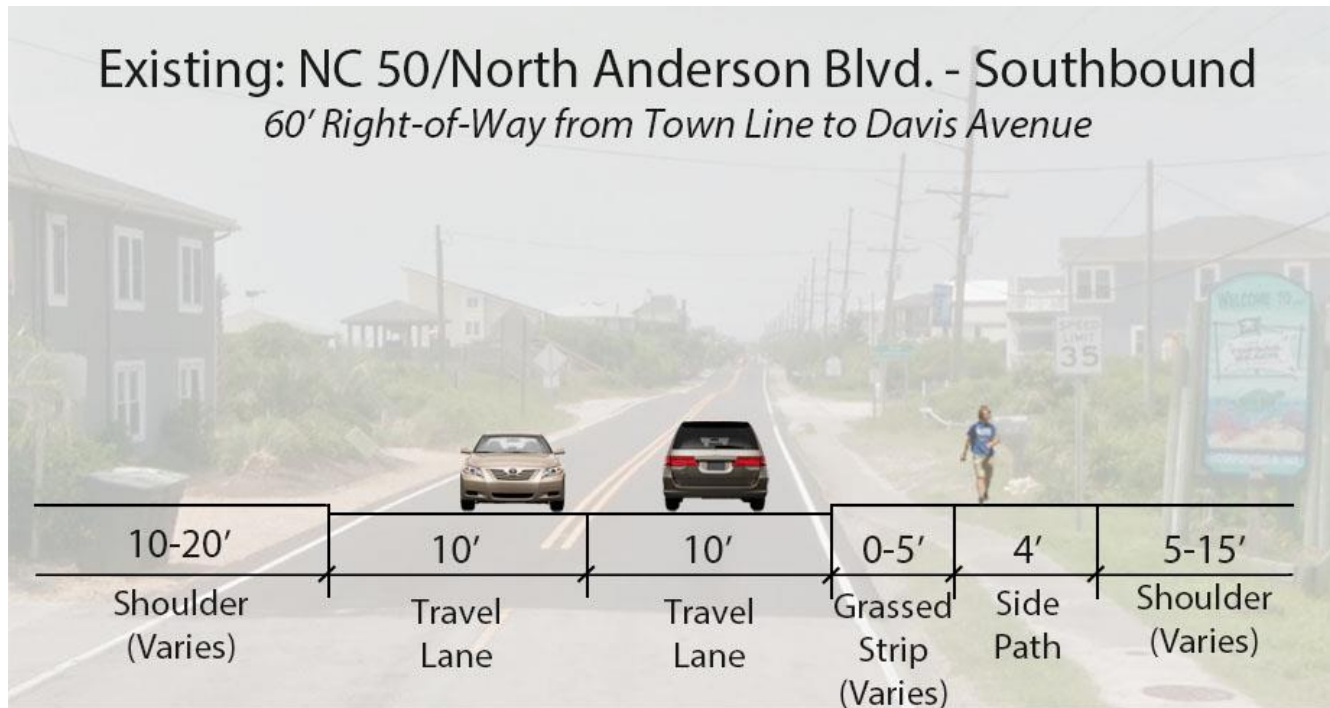 Existing: NC 50/North Anderson Blvd. - Southbound
60' Right-of-Way from Town Line to Davis Avenue
WELCOME TO
SPEED
LIMIT
35
10-20'
10'
10'
0-5'
4'
5-15'
Shoulder
(Varies)
Travel
Lane
Travel
Lane
Grassed
Strip
(Varies)
Side
Path
Shoulder
(Varies)